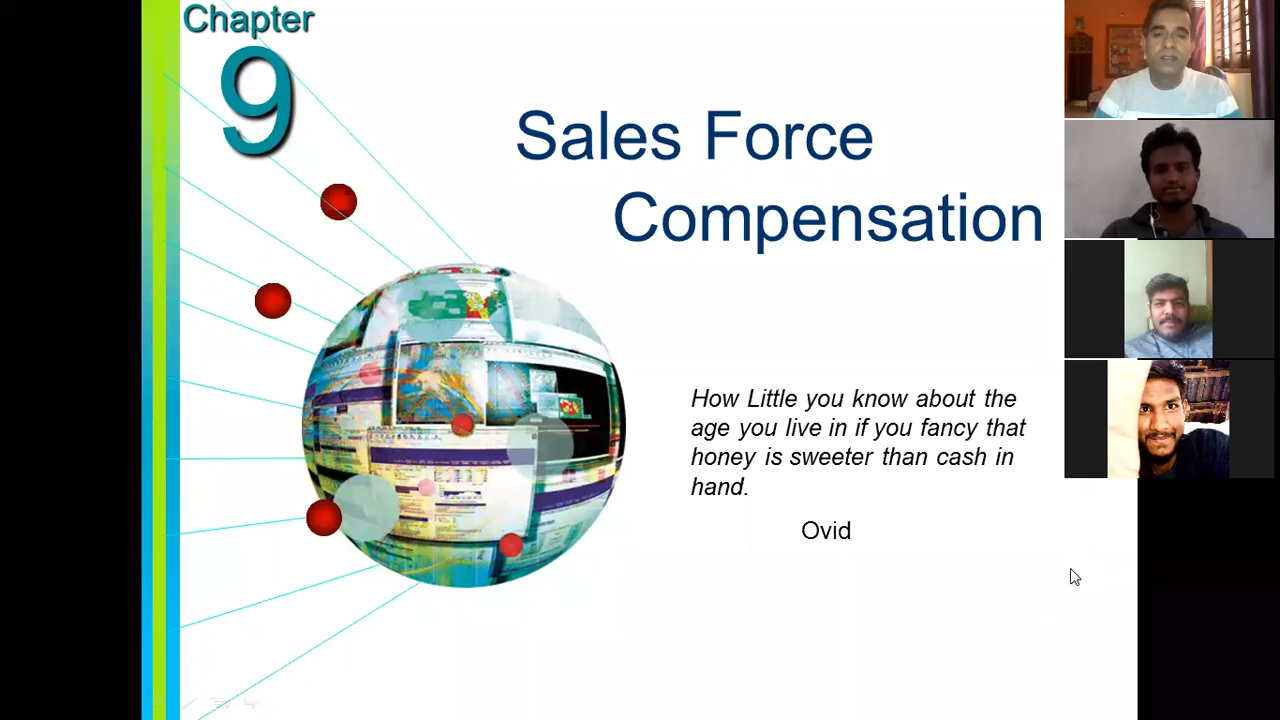 Chapter
9
Sales Force
Compensation
How Little you know about the
age you live in if you fancy that
honey is sweeter than cash in
hand.
Ovid